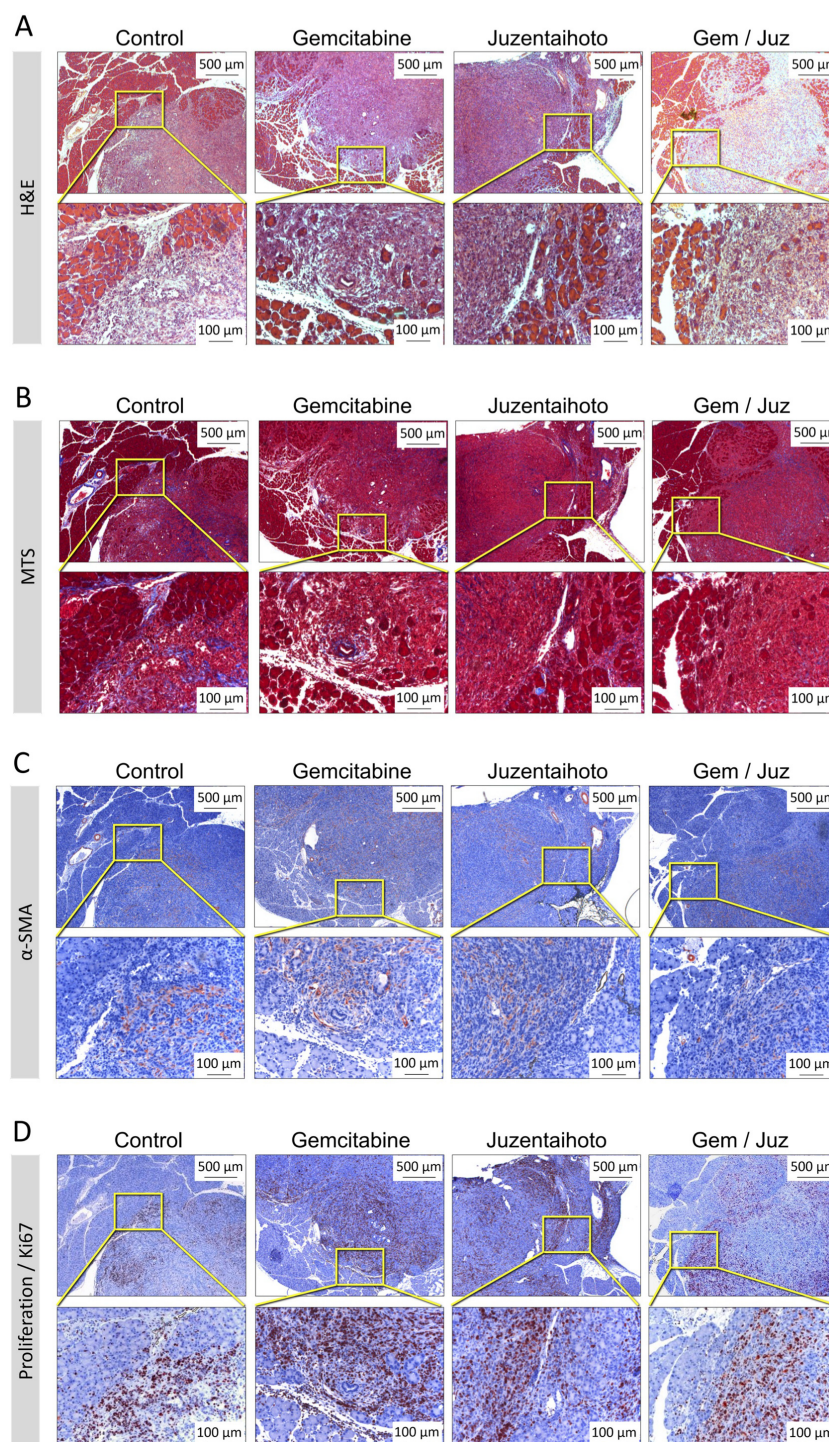 A
Control Gemcitabine Juzentaihoto Gem / Juz
H&E
500 µm 500 µm 500 µm 500 µm
100 µm 100 µm 100 µm 100 µm
B
Control Gemcitabine Juzentaihoto Gem / Juz
MTS
500 µm 500 µm 500 µm 500 µm
100 µm 100 µm 100 µm 100 µm
C
Control Gemcitabine Juzentaihoto Gem / Juz
α-SMA
500 µm 500 µm 500 µm 500 µm
100 µm 100 µm 100 µm 100 µm
D
Control Gemcitabine Juzentaihoto Gem / Juz
Proliferation / Ki67
500 µm 500 µm 500 µm 500 µm
100 µm 100 µm 100 µm 100 µm